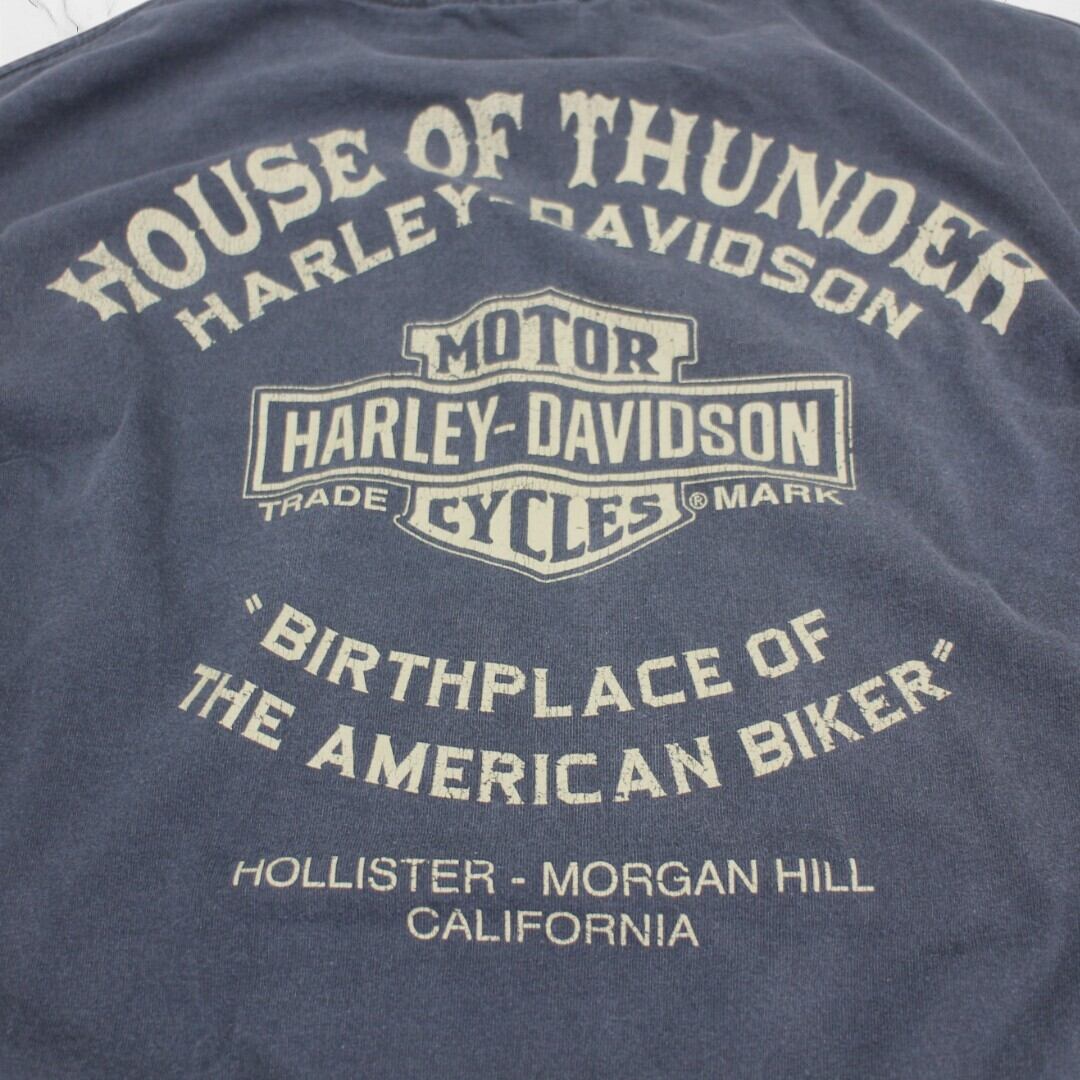 HOUSE OF THUNDER
HARLEY-DAVIDSON
MOTOR
HARLEY-DAVIDSON
CYCLES
TRADE ® MARK
"BIRTHPLACE OF
THE AMERICAN BIKER"
HOLLISTER - MORGAN HILL
CALIFORNIA